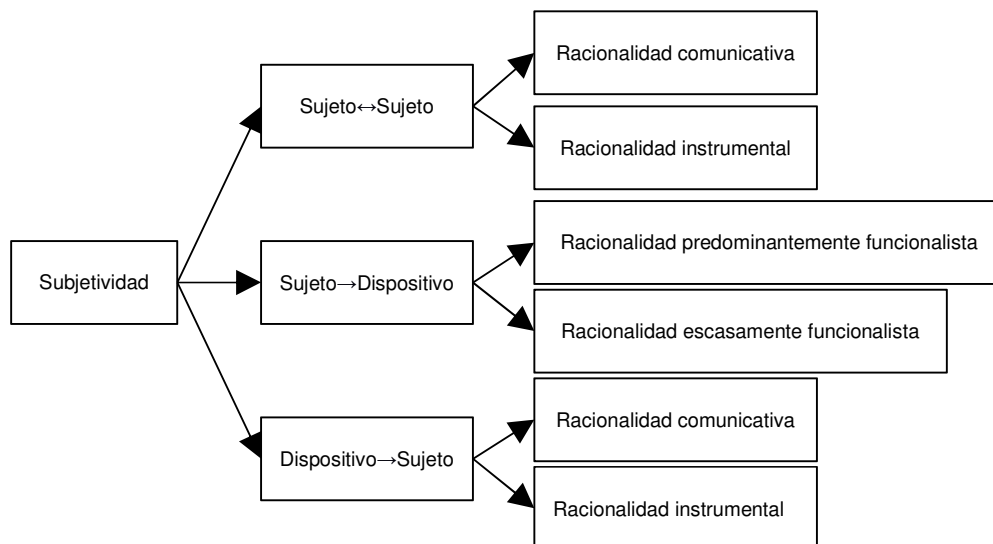 Racionalidad comunicativa
Sujeto↔Sujeto
Racionalidad instrumental
Racionalidad predominantemente funcionalista
Subjetividad
Sujeto→Dispositivo
Racionalidad escasamente funcionalista
Racionalidad comunicativa
Dispositivo→Sujeto
Racionalidad instrumental